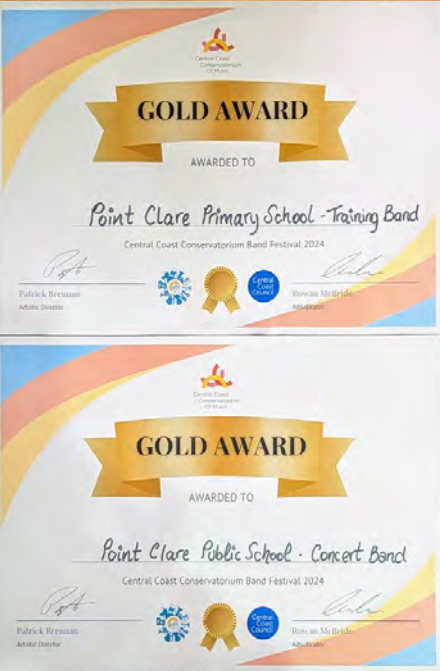 Central Coast
Conservatorium
Of Music
GOLD AWARD
AWARDED TO
Point Clare Primary School - Training Band
Central Coast Conservatorium Band Festival 2024
Patrick Brennan
Rowan McBride
Artistic Director
Adjudicator
Central
Coast
Council
Central Coast
Conservatorium
Of Music
GOLD AWARD
AWARDED TO
Point Clare Public School - Concert Band
Central Coast Conservatorium Band Festival 2024
Patrick Brennan
Rowan McBride
Artistic Director
Adjudicator
Central
Coast
Council